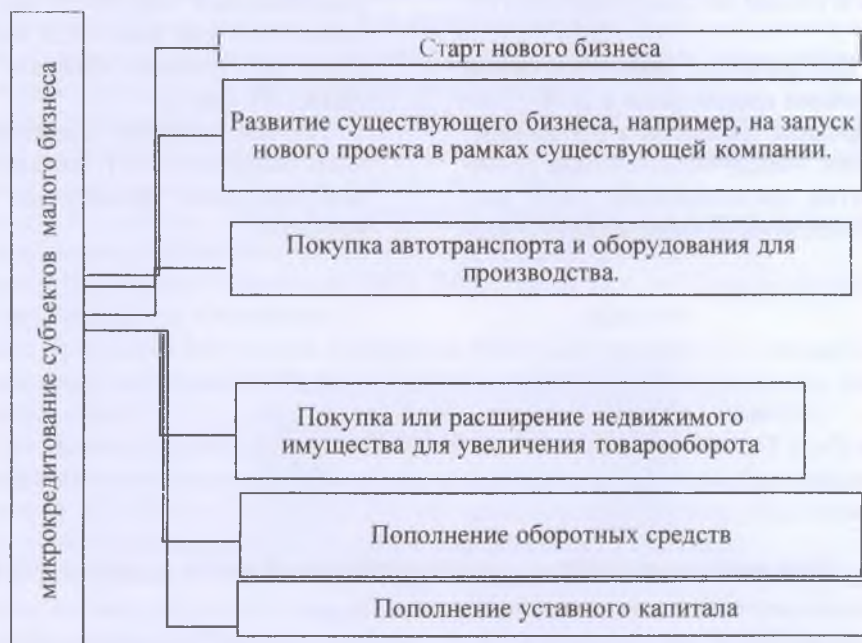 микрокредитование субъектов малого бизнеса
Старт нового бизнеса
Развитие существующего бизнеса, например, на запуск
нового проекта в рамках существующей компании.
Покупка автотранспорта и оборудования для
производства.
Покупка или расширение недвижимого
имущества для увеличения товарооборота
Пополнение оборотных средств
Пополнение уставного капитала